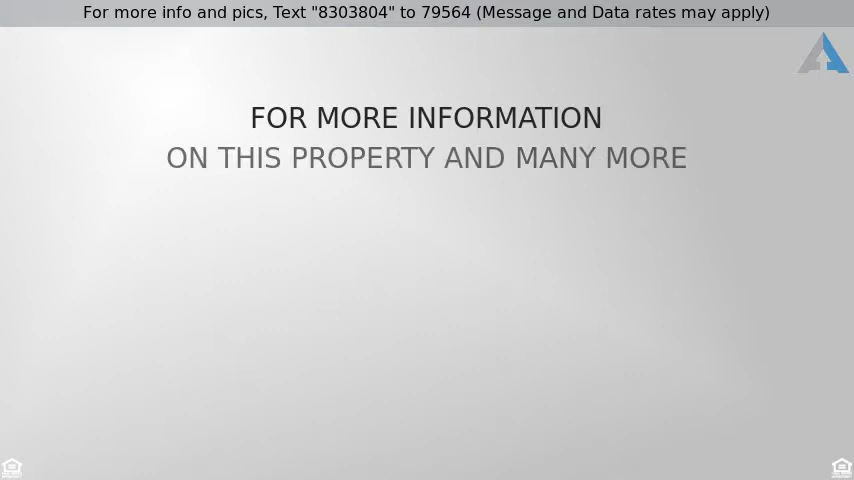 For more info and pics, Text "8303804" to 79564 (Message and Data rates may apply)
FOR MORE INFORMATION
ON THIS PROPERTY AND MANY MORE